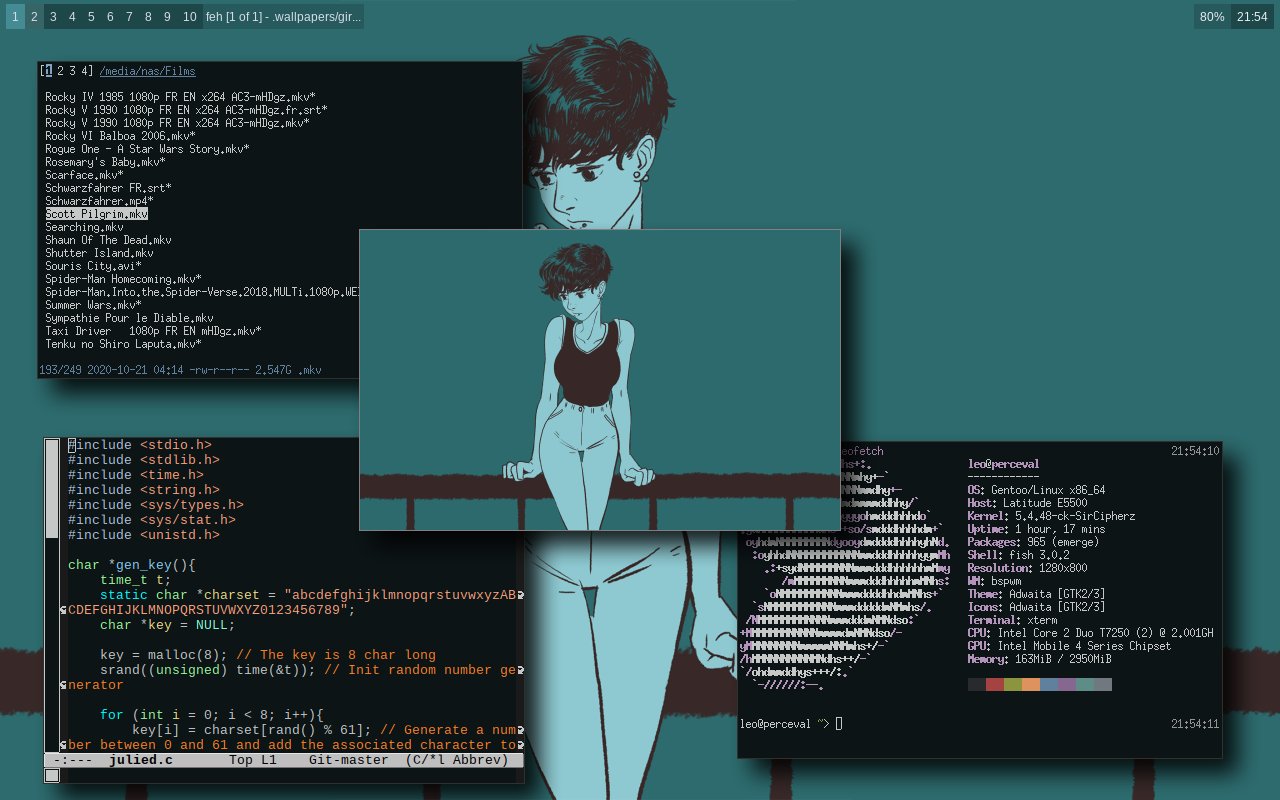 1 2 3 4 5 6 7 8 9 10 feh [1 of 1] - .wallpapers/gir...
80% 21:54
[1 2 3 4] /media/nas/Films
Rocky IV 1985 1080p FR EN x264 AC3-mHDgz.mkv*
Rocky V 1990 1080p FR EN x264 AC3-mHDgz.fr.srt*
Rocky V 1990 1080p FR EN x264 AC3-mHDgz.mkv*
Rocky VI Balboa 2006.mkv*
Rogue One - A Star Wars Story.mkv*
Rosemary's Baby.mkv*
Scarface.mkv*
Schwarzfahrer FR.srt*
Schwarzfahrer.mp4*
Scott Pilgrim.mkv
Searching.mkv
Shaun Of The Dead.mkv
Shutter Island.mkv
Souris City.avi*
Spider-Man Homecoming.mkv*
Spider-Man.Into.the.Spider-Verse.2018.MULTi.1080p.WE
Summer Wars.mkv*
Sympathie Pour le Diable.mkv
Taxi Driver   1080p FR EN mHDgz.mkv*
Tenku no Shiro Laputa.mkv*
193/249 2020-10-21 04:14 -rw-r--r-- 2.547G .mkv
#include <stdio.h>
#include <stdlib.h>
#include <time.h>
#include <string.h>
#include <sys/types.h>
#include <sys/stat.h>
#include <unistd.h>
char *gen_key(){
    time_t t;
    static char *charset = "abcdefghijklmnopqrstuvwxyzAB
CDEFGHIJKLMNOPQRSTUVWXYZ0123456789";
    char *key = NULL;
    key = malloc(8); // The key is 8 char long
    srand((unsigned) time(&t)); // Init random number ge
nerator
    for (int i = 0; i < 8; i++){
        key[i] = charset[rand() % 61]; // Generate a num
ber between 0 and 61 and add the associated character to
-:---  julied.c       Top L1    Git-master  (C/*l Abbrev)
eofetch 21:54:10
leo@perceval
------------
OS: Gentoo/Linux x86_64
Host: Latitude E5500
Kernel: 5.4.48-ck-SirCipherz
Uptime: 1 hour, 17 mins
Packages: 965 (emerge)
Shell: fish 3.0.2
Resolution: 1280x800
WM: bspwm
Theme: Adwaita [GTK2/3]
Icons: Adwaita [GTK2/3]
Terminal: xterm
CPU: Intel Core 2 Duo T7250 (2) @ 2.001GH
GPU: Intel Mobile 4 Series Chipset
Memory: 163MiB / 2950MiB
leo@perceval ~> 21:54:11